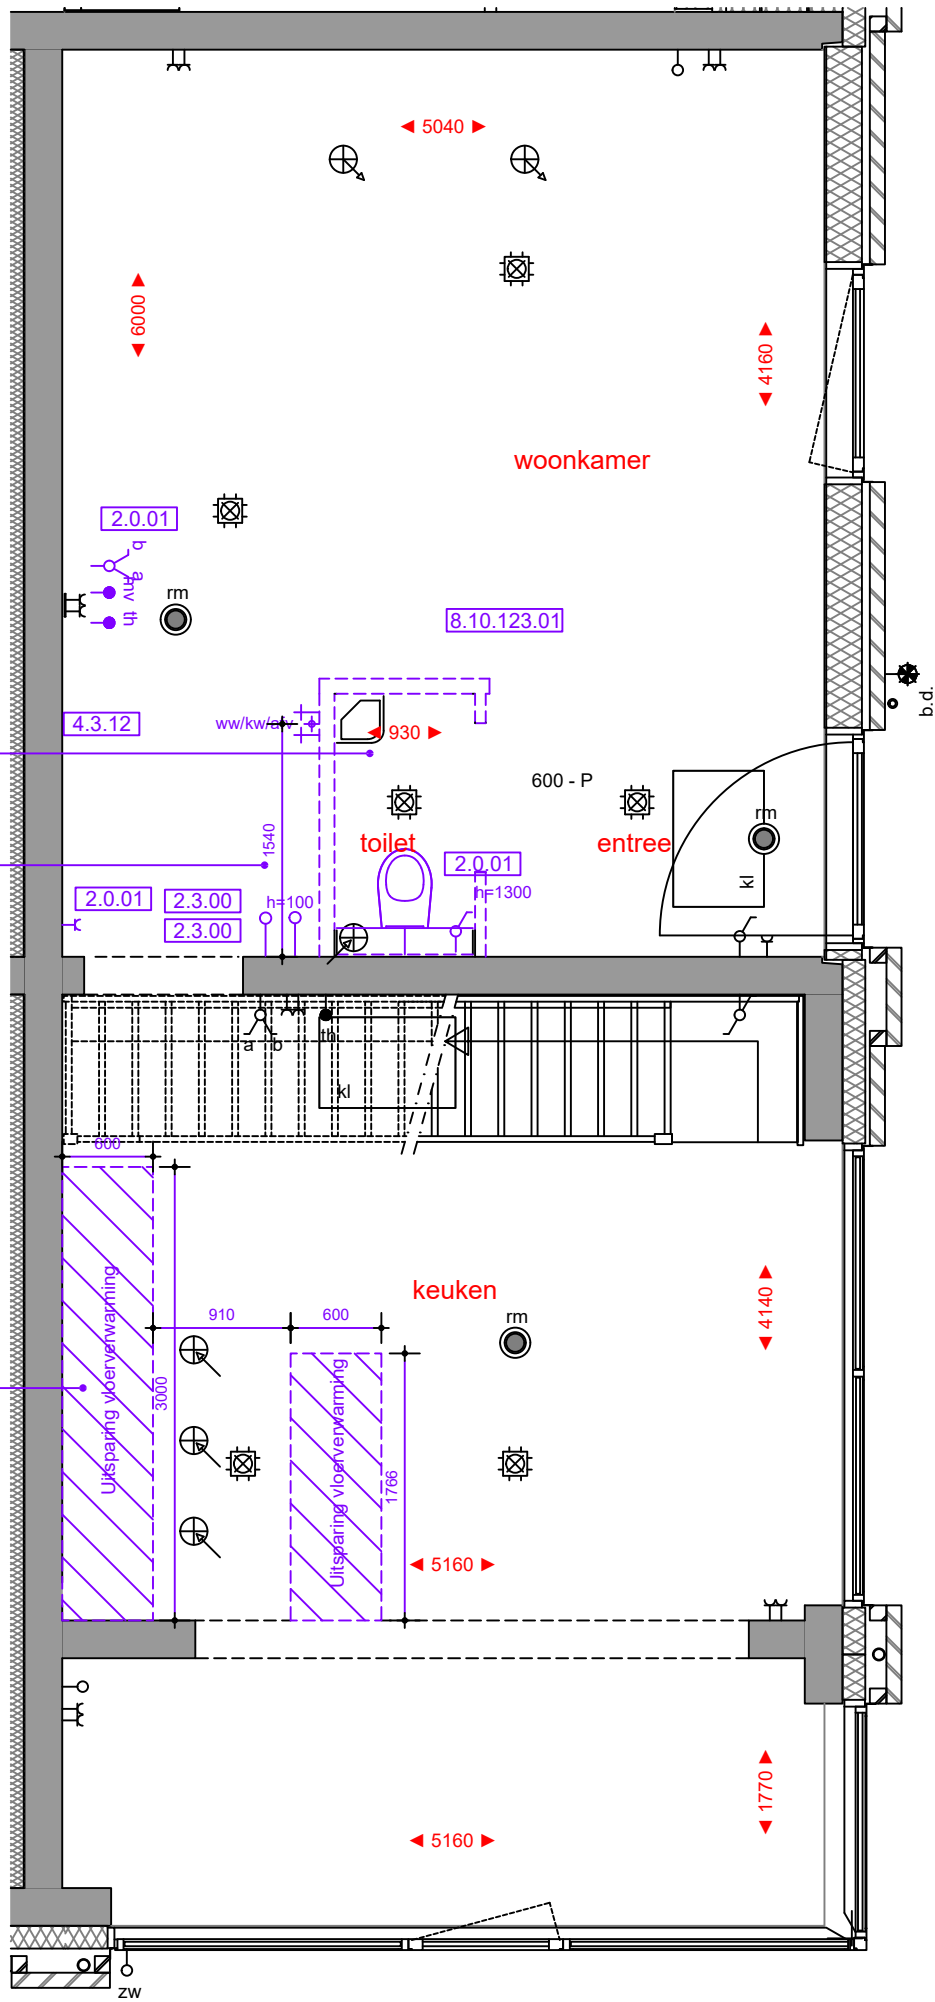 5040
6000
4160
woonkamer
2.0.01
b
a
mv
th
rm
8.10.123.01
4.3.12
ww/kw/afv
930
b.d.
600 - P
rm
1540
toilet
entree
kl
2.0.01
h=1300
2.0.01
2.3.00
h=100
2.3.00
a
b
th
kl
600
keuken
4140
Uitsparing vloerverwarming
910
600
rm
3000
Uitsparing vloerverwarming
1766
5160
1770
5160
zw